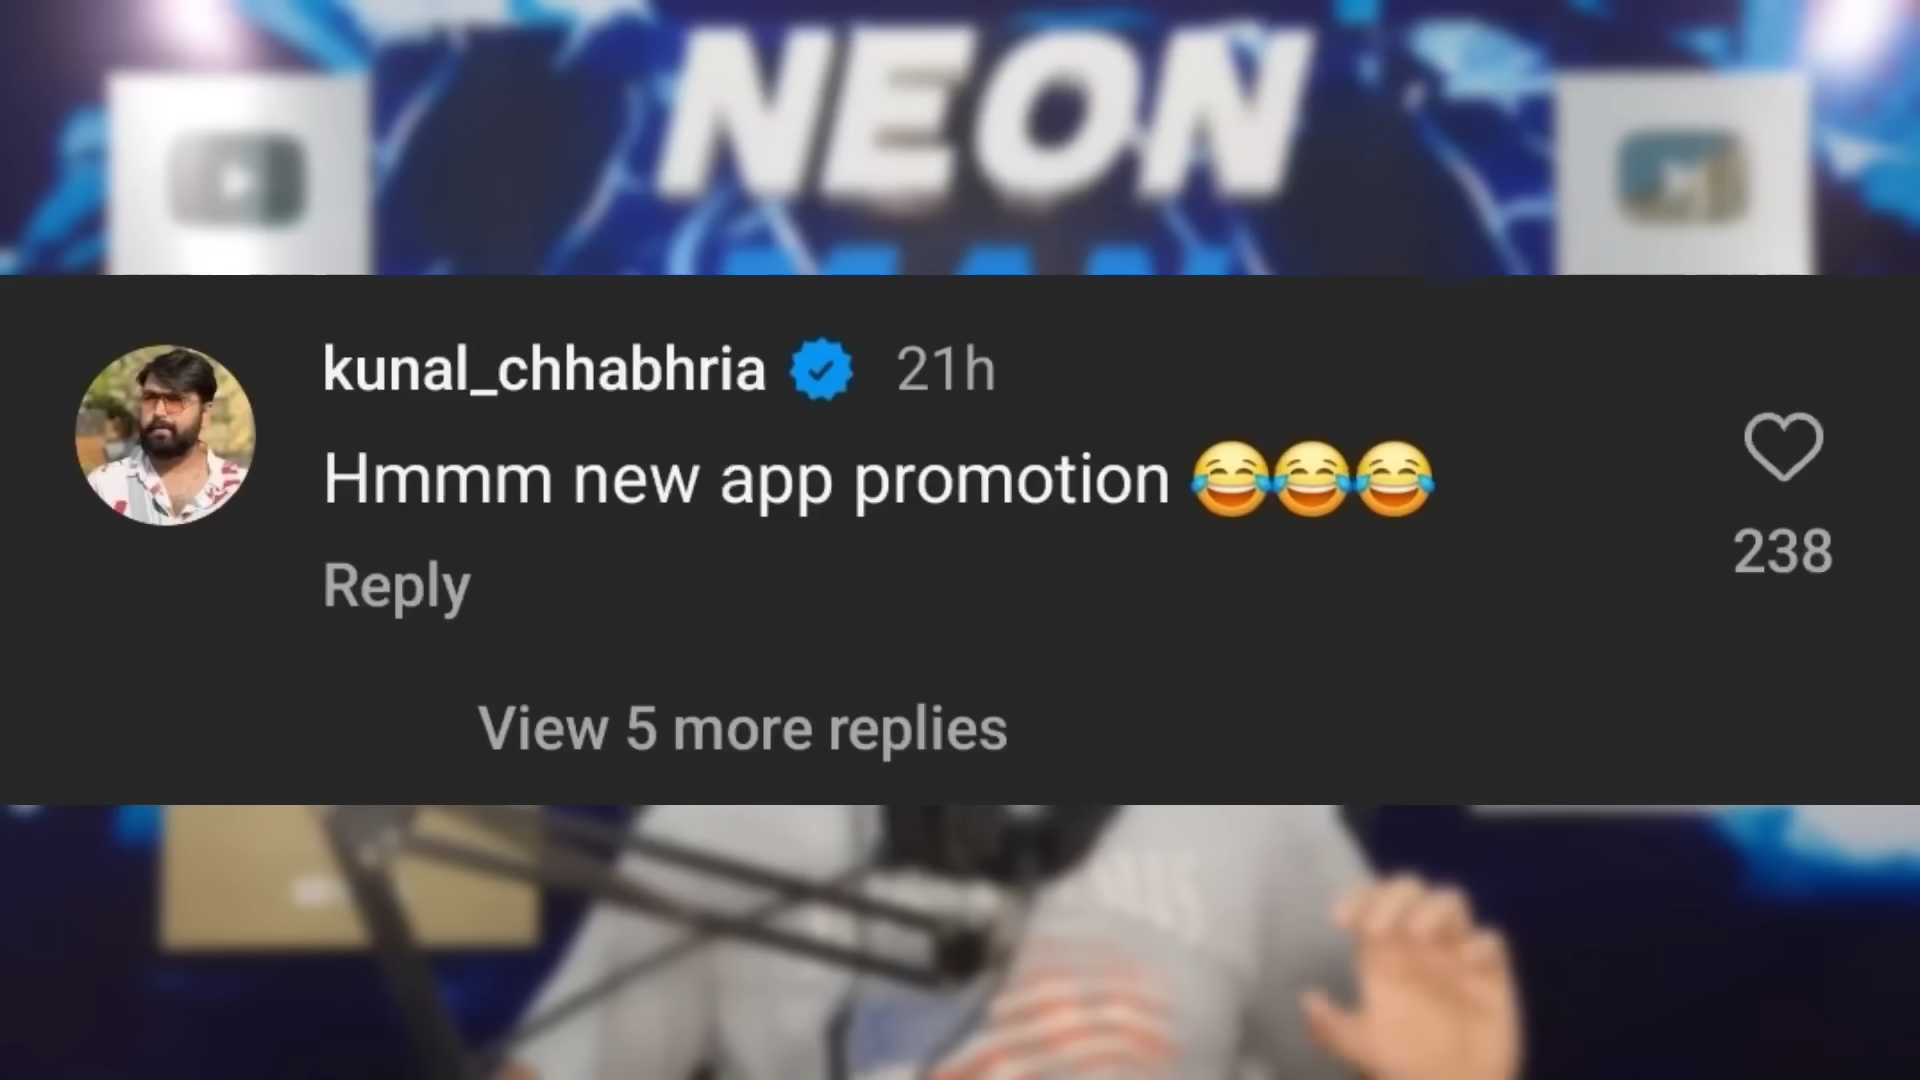 NEON
kunal_chhabhria 21h
Hmmm new app promotion 😂😂😂
238
Reply
View 5 more replies